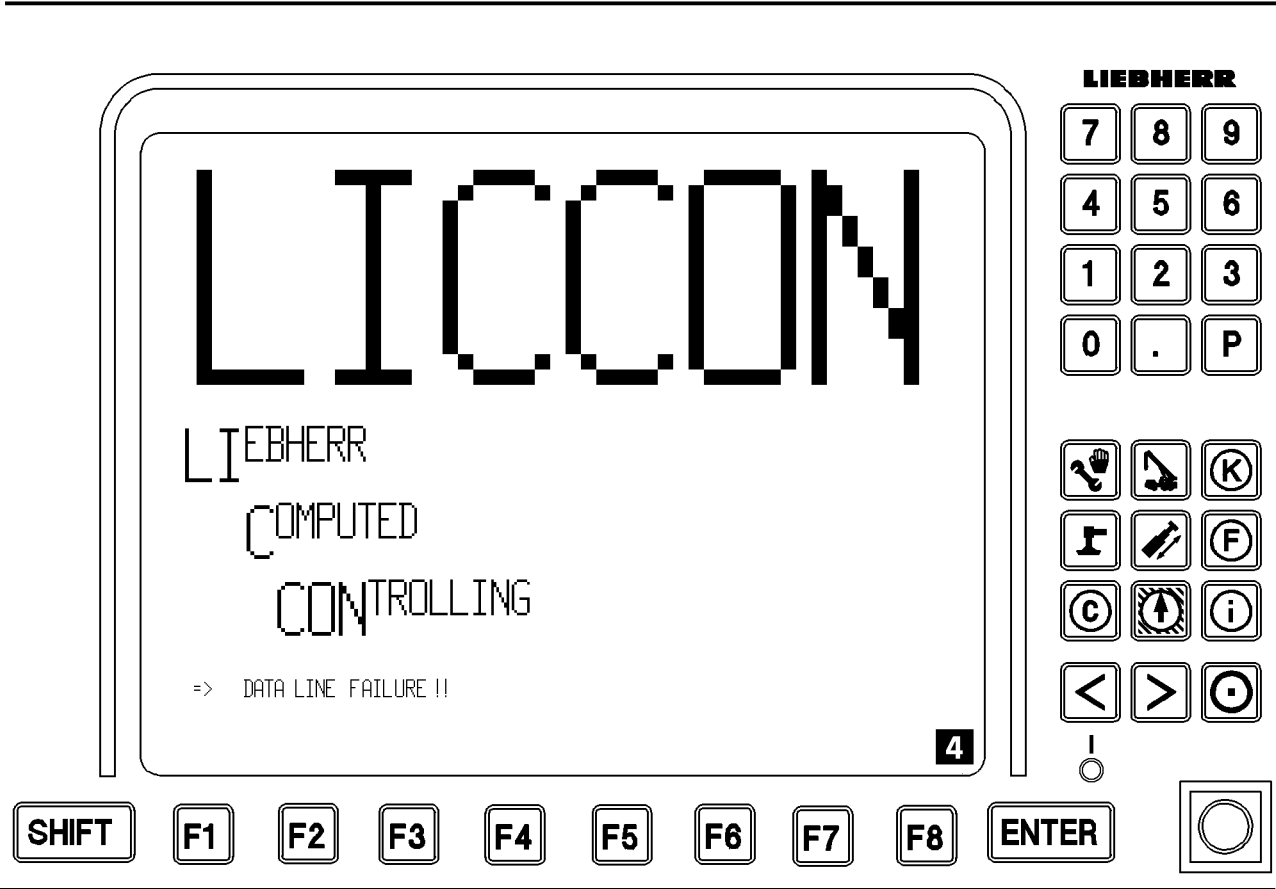 LIEBHERR
LICCON
LIEBHERR
COMPUTED
CONTROLLING
=> DATA LINE FAILURE !!
4
7 8 9
4 5 6
1 2 3
0 . P
K
F
C i
< >
I
SHIFT F1 F2 F3 F4 F5 F6 F7 F8 ENTER